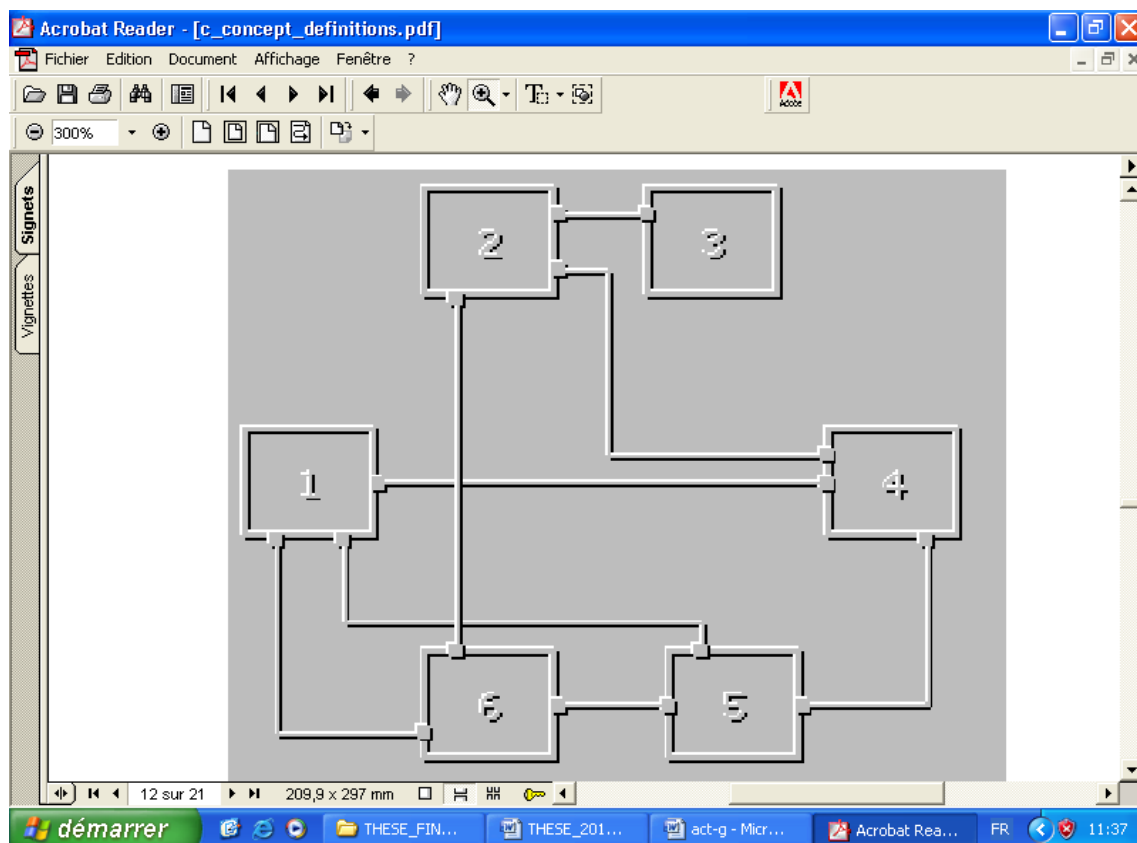 Acrobat Reader - [c_concept_definitions.pdf]
Fichier Edition Document Affichage Fenêtre ?
Adobe
300%
Signets
Vignettes
2 3
1 4
6 5
12 sur 21 209,9 x 297 mm
démarrer THESE_FIN... THESE_201... act-g - Micr... Acrobat Rea... FR 11:37